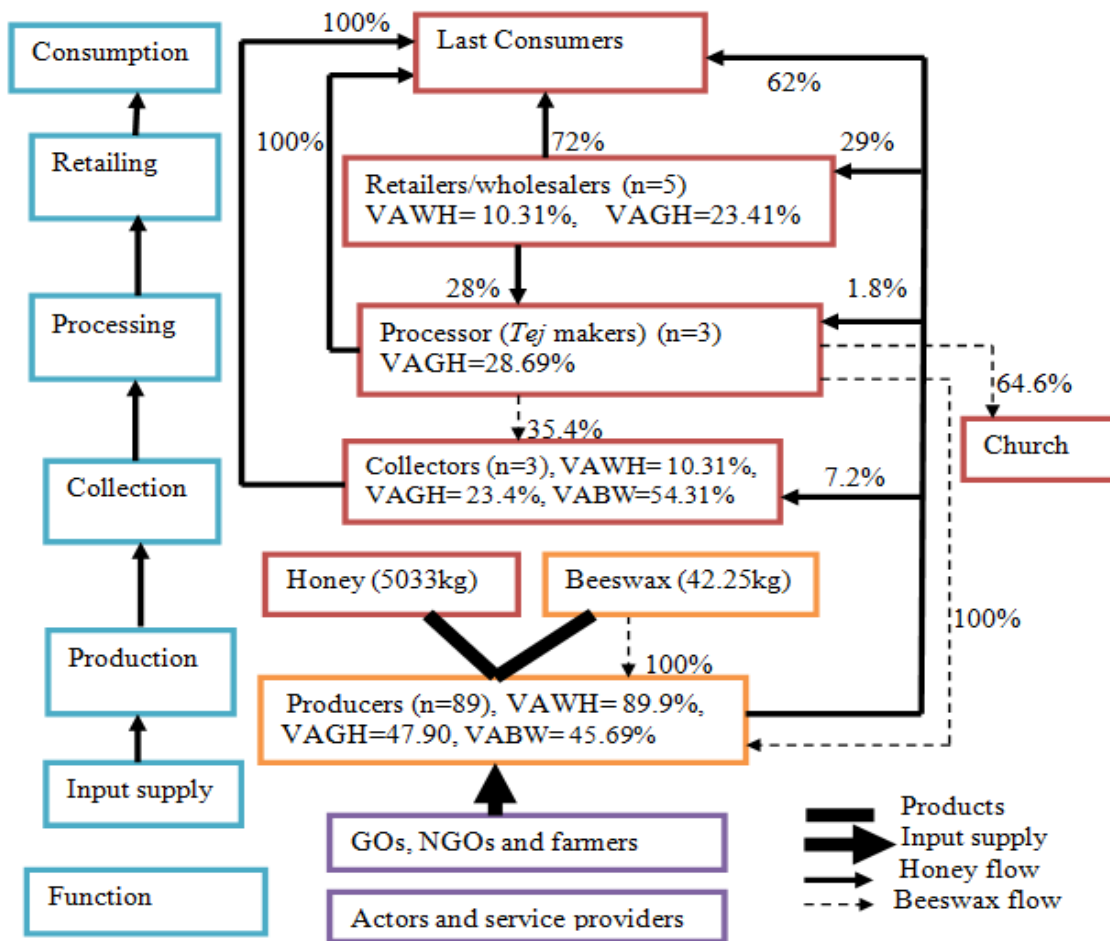 100%
Last Consumers
Consumption
62%
100%
72%
29%
Retailing
Retailers/wholesalers (n=5)
VAWH= 10.31%, VAGH=23.41%
28%
1.8%
Processing
Processor (Tej makers) (n=3)
VAGH=28.69%
64.6%
35.4%
Church
Collection
Collectors (n=3), VAWH= 10.31%,
VAGH= 23.4%, VABW=54.31%
7.2%
Honey (5033kg)
Beeswax (42.25kg)
100%
Production
100%
Producers (n=89), VAWH= 89.9%,
VAGH=47.90, VABW= 45.69%
Input supply
GOs, NGOs and farmers
Products
Input supply
Honey flow
Beeswax flow
Function
Actors and service providers